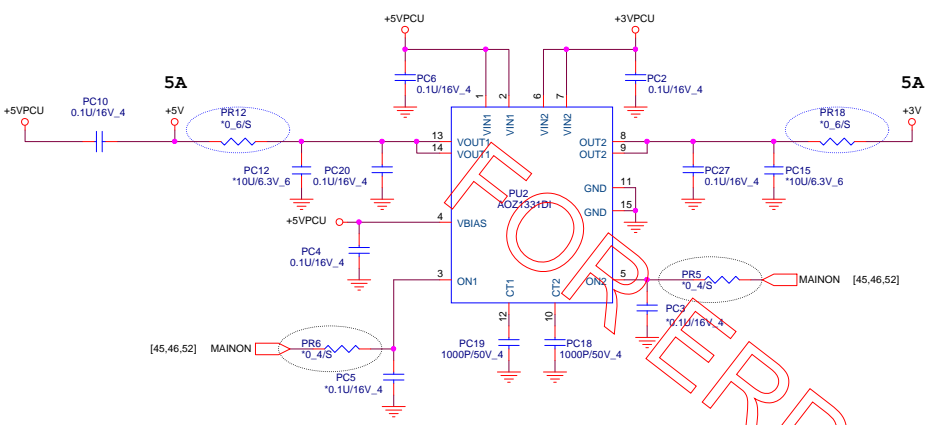 +5VPCU
+3VPCU
PC6
0.1U/16V_4
PC2
0.1U/16V_4
5A
5A
PC10
0.1U/16V_4
+5VPCU
+5V
PR12
*0_6/S
PR18
*0_6/S
+3V
1
2
6
7
VIN1
VIN1
VIN2
VIN2
13
14
VOUT1
VOUT1
OUT2
OUT2
8
9
PC12
*10U/6.3V_6
PC20
0.1U/16V_4
PC27
0.1U/16V_4
PC15
*10U/6.3V_6
PU2
AOZ1331DI
GND
11
GND
15
+5VPCU
4
VBIAS
PC4
0.1U/16V_4
3
ON1
CT1
CT2
ON2
5
PR5
*0_4/S
MAINON
[45,46,52]
12
10
PC3
*0.1U/16V_4
PC19
1000P/50V_4
PC18
1000P/50V_4
[45,46,52]
MAINON
PR6
*0_4/S
PC5
*0.1U/16V_4
FOR ERD